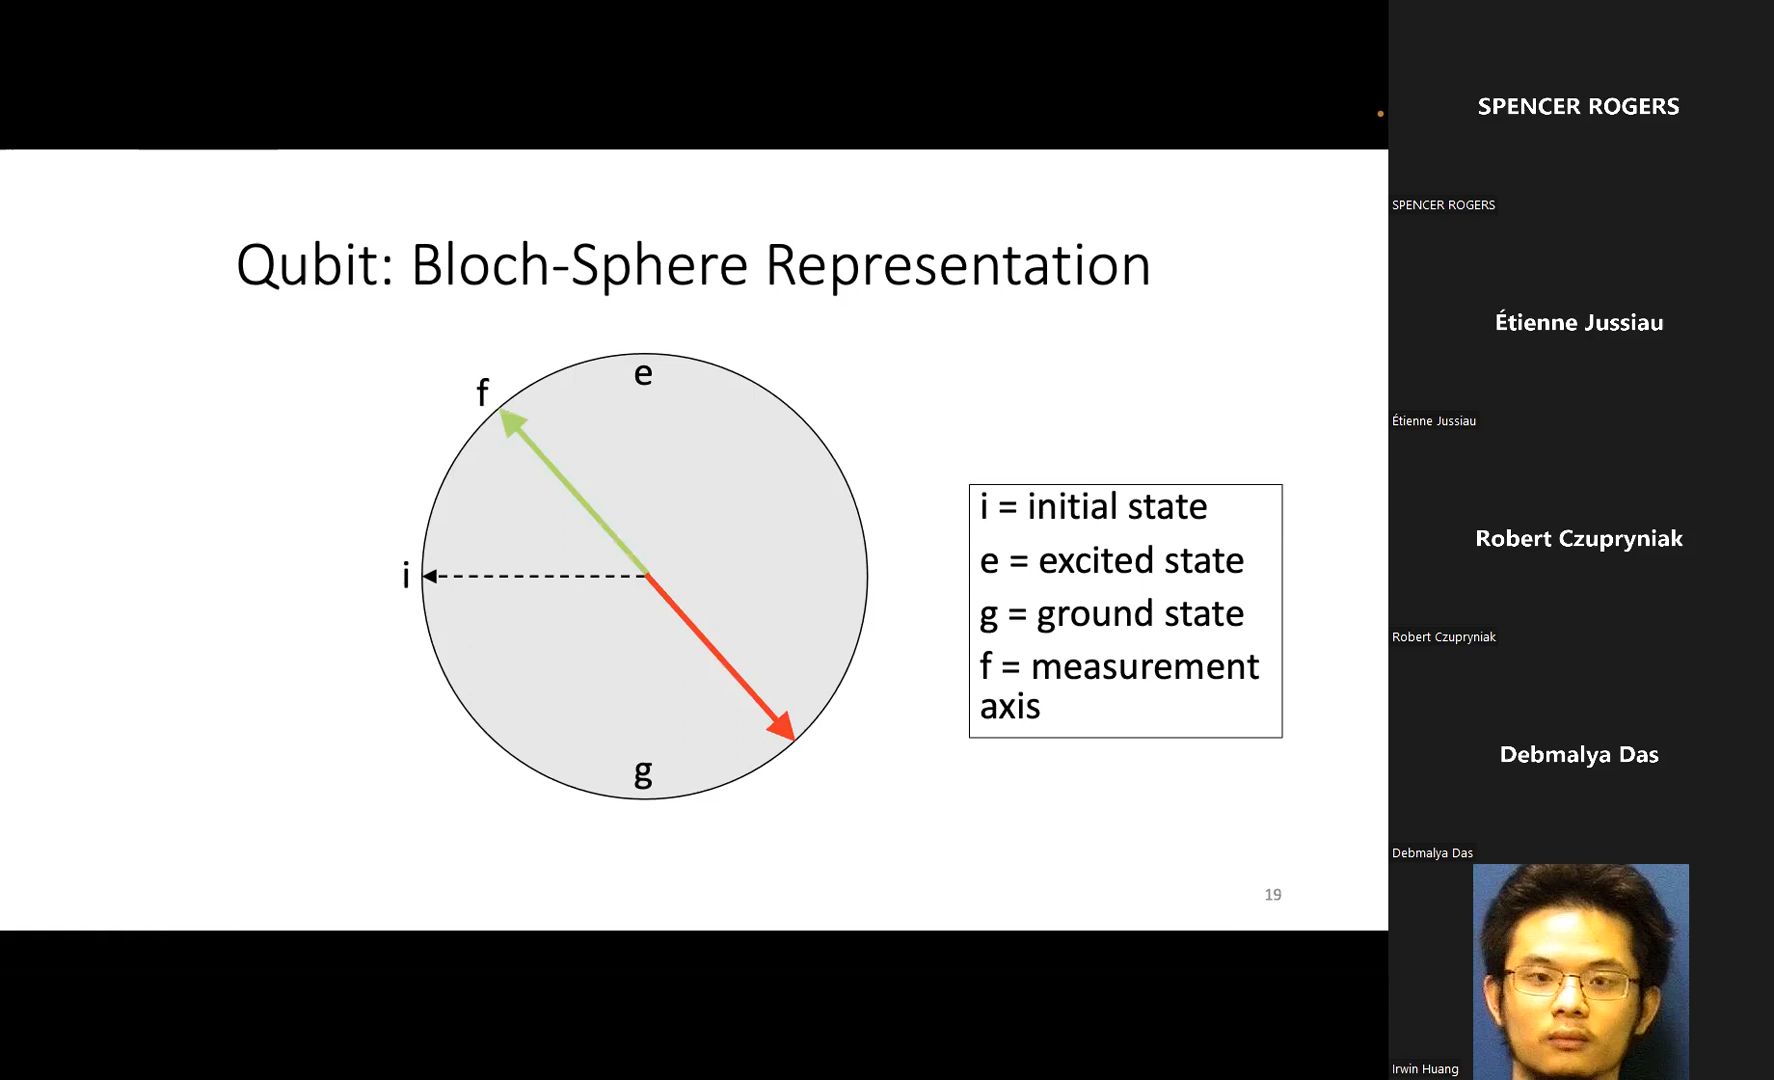 Qubit: Bloch-Sphere Representation
e
f
i
g
i = initial state
e = excited state
g = ground state
f = measurement
axis
19
SPENCER ROGERS
SPENCER ROGERS
Étienne Jussiau
Étienne Jussiau
Robert Czupryniak
Robert Czupryniak
Debmalya Das
Debmalya Das
Irwin Huang